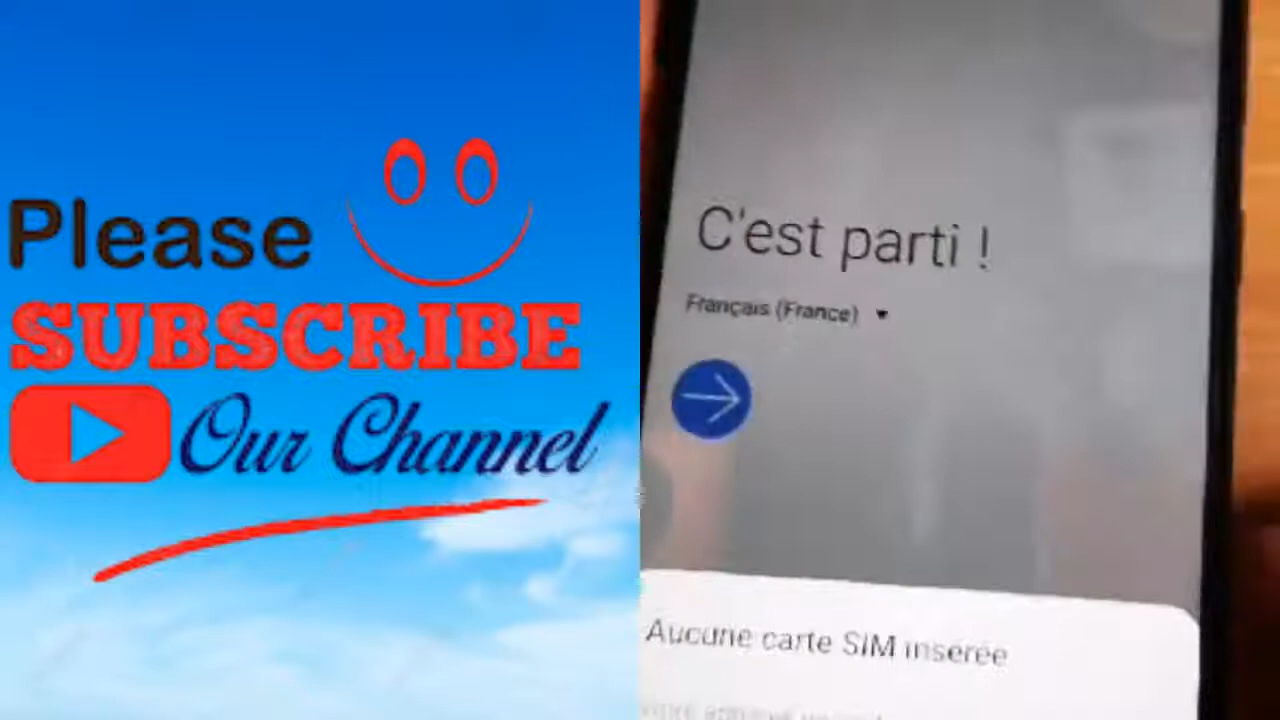 Please
SUBSCRIBE
Our Channel
C'est parti !
Français (France)
Aucune carte SIM insérée